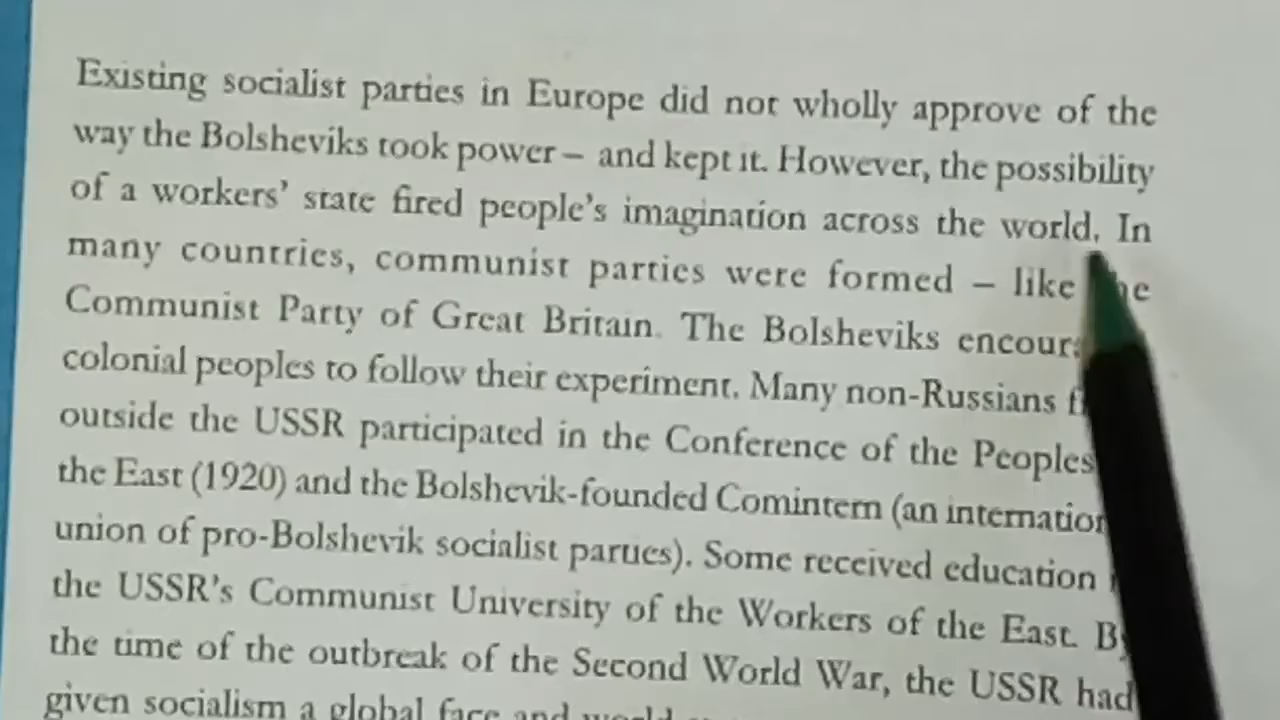 Existing socialist parties in Europe did not wholly approve of the
way the Bolsheviks took power – and kept it. However, the possibility
of a workers' state fired people's imagination across the world. In
many countries, communist parties were formed – like
Communist Party of Great Britain. The Bolsheviks
colonial peoples to follow their experiment. Many non-Russians
outside the USSR participated in the Conference of the Peoples
the East (1920) and the Bolshevik-founded Comintern (an
union of pro-Bolshevik socialist parties). Some received education
the USSR's Communist University of the Workers of the East.
the time of the outbreak of the Second World War, the USSR had
given socialism a global face and world